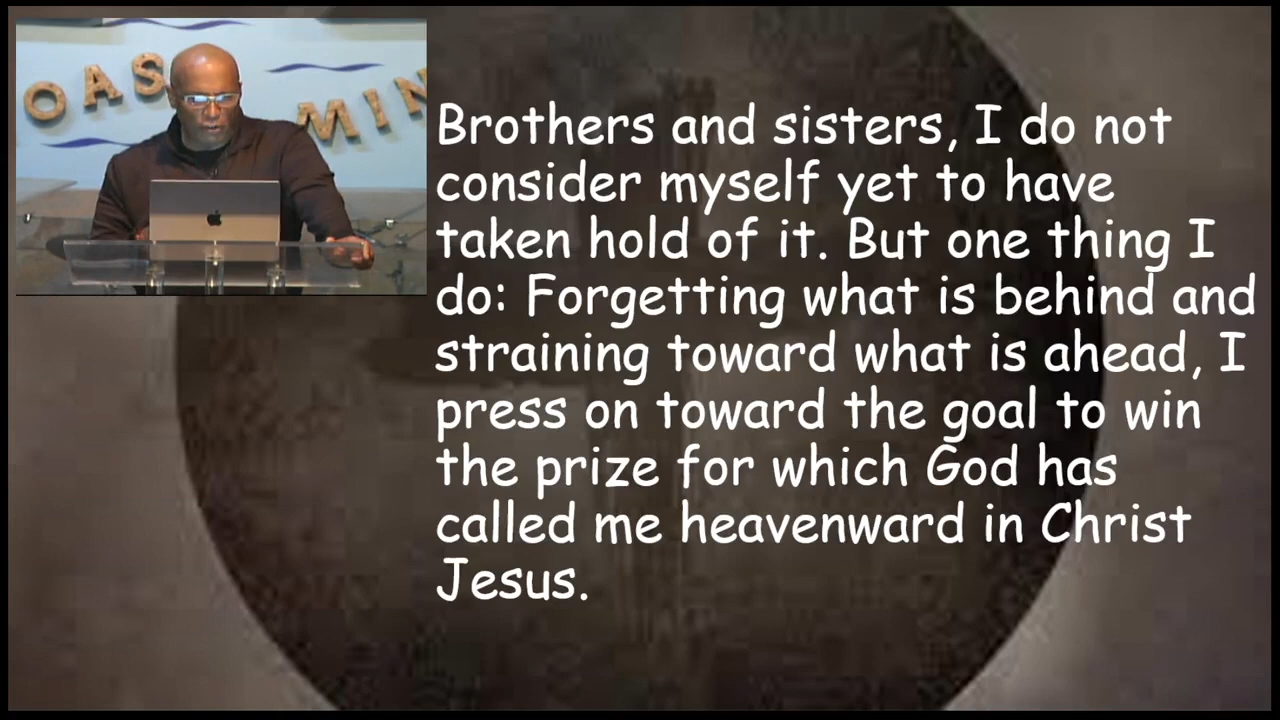 OAS
MIN
Brothers and sisters, I do not
consider myself yet to have
taken hold of it. But one thing I
do: Forgetting what is behind and
straining toward what is ahead, I
press on toward the goal to win
the prize for which God has
called me heavenward in Christ
Jesus.